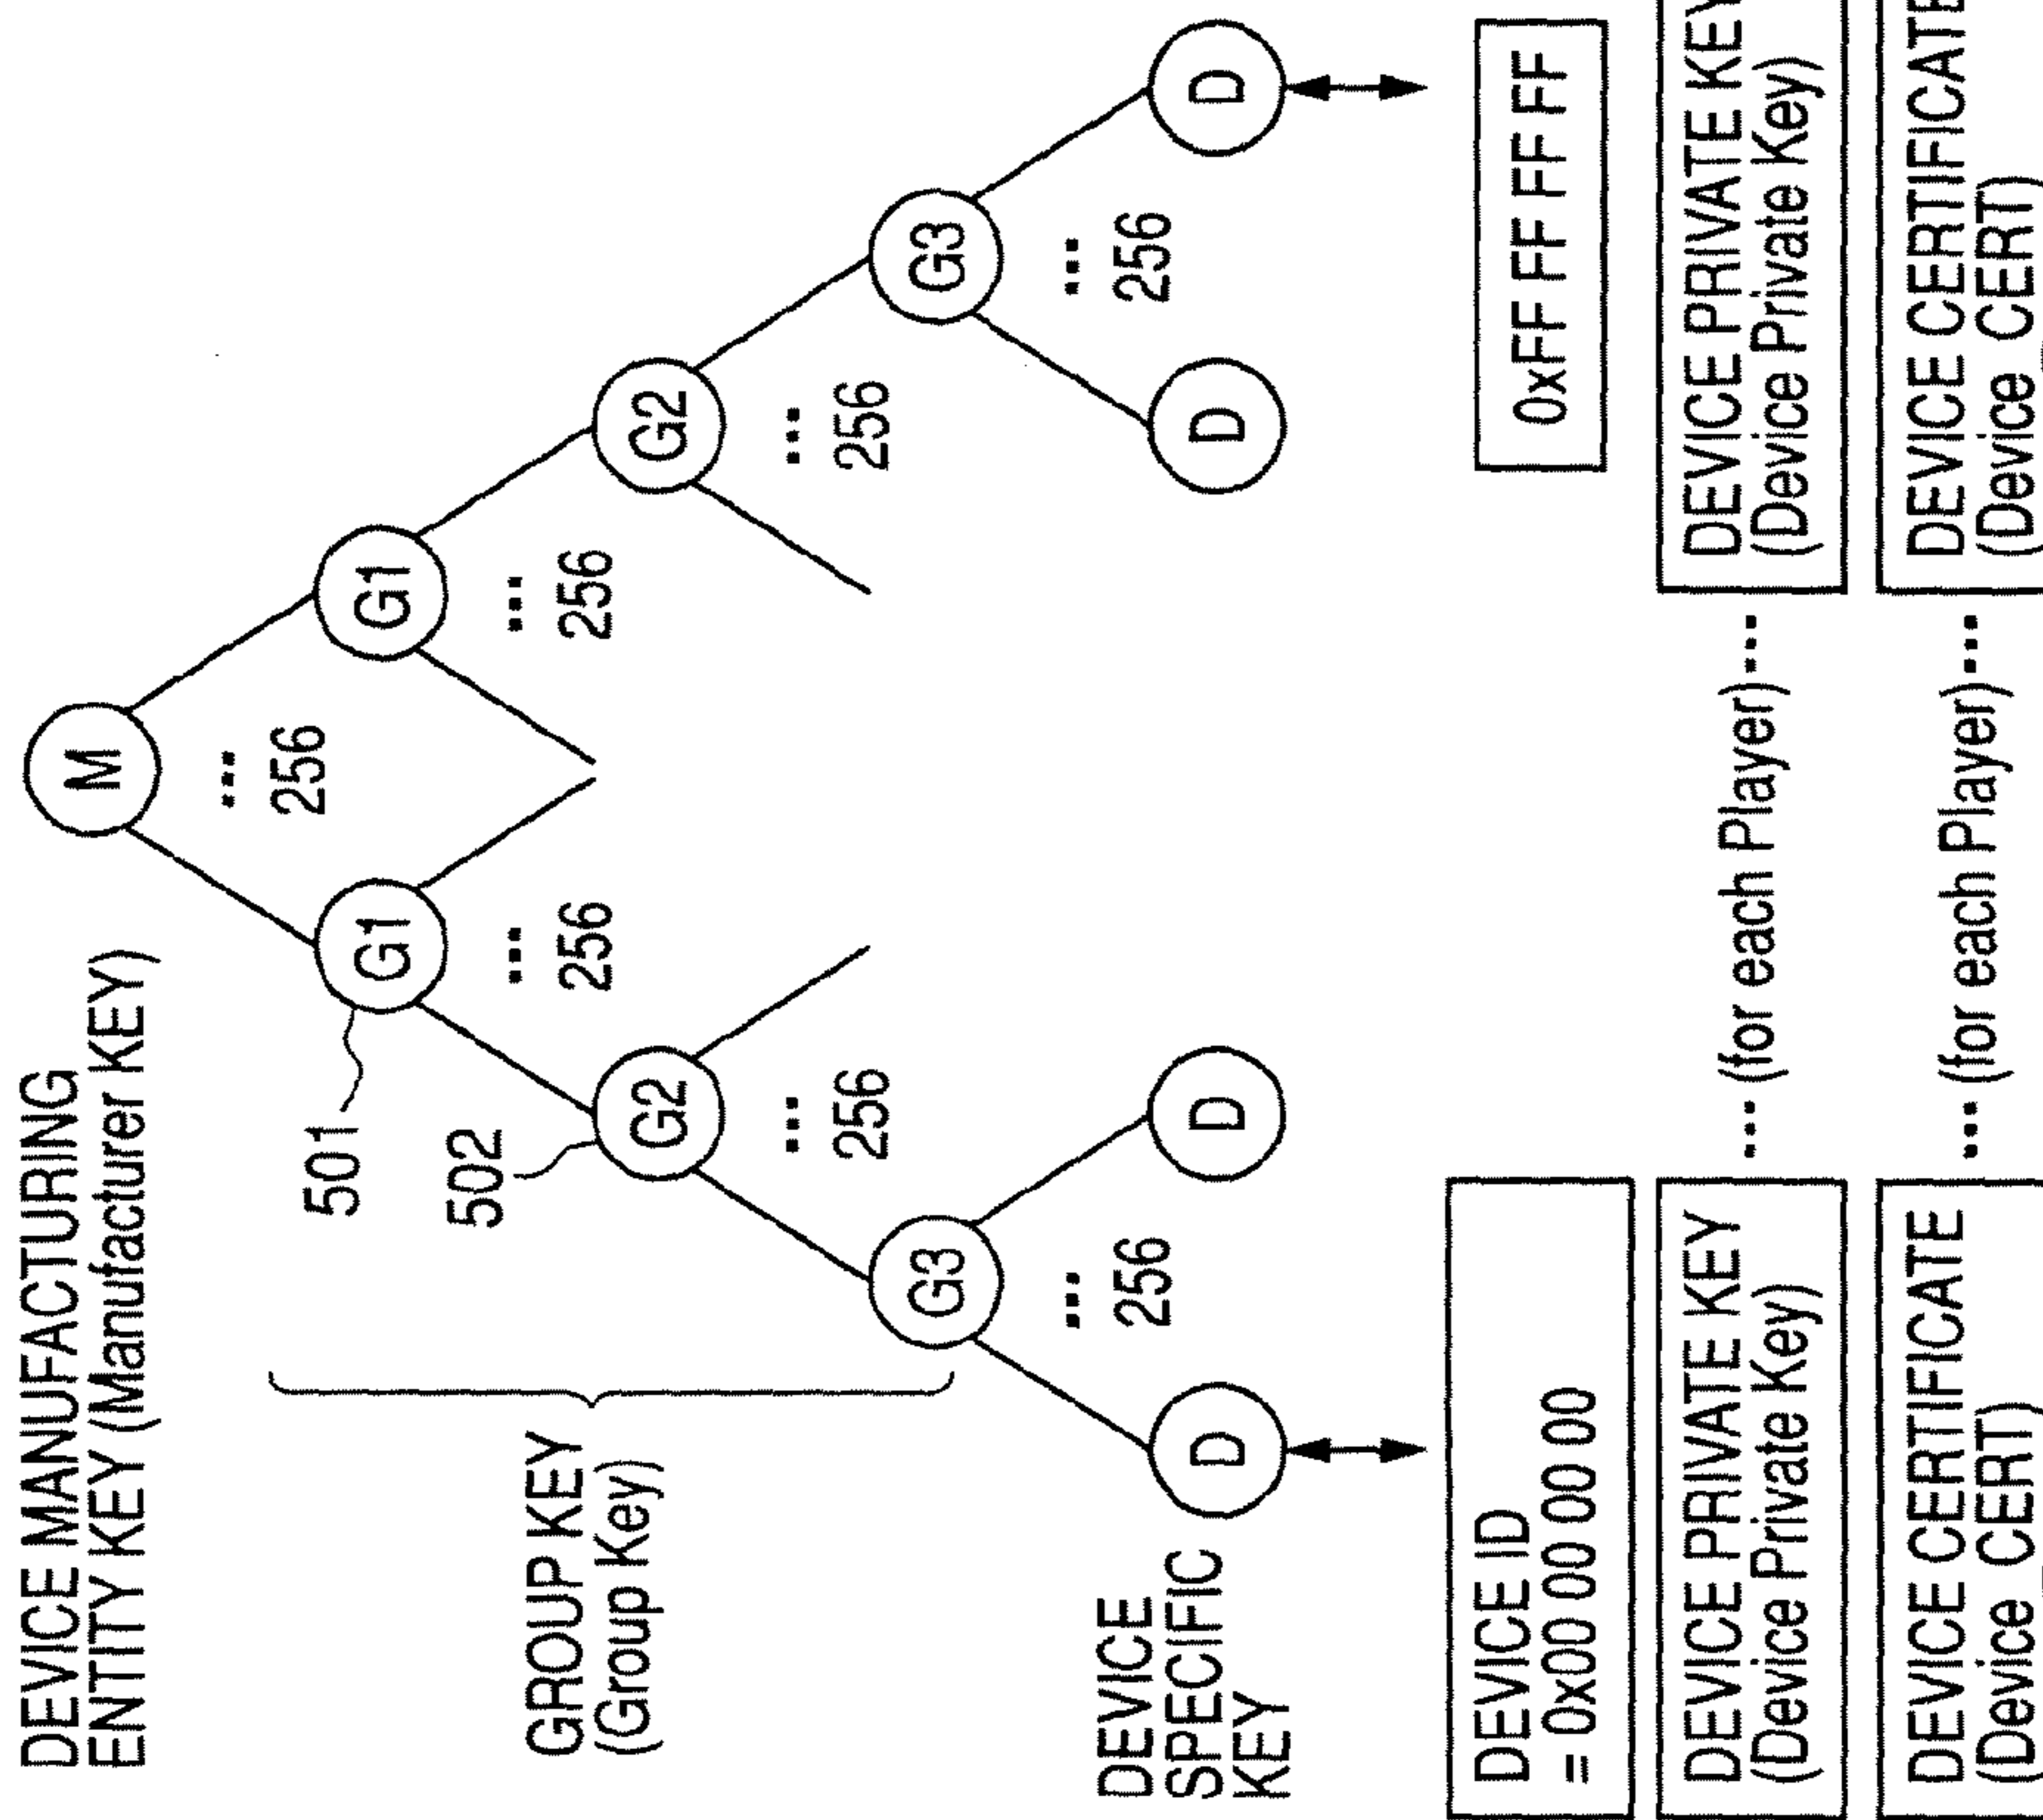 DEVICE MANUFACTURING
ENTITY KEY (Manufacturer KEY)
M
...
256
501
G1
G1
...
256
...
256
502
G2
G2
GROUP KEY
(Group Key)
...
256
...
256
G3
G3
...
256
...
256
DEVICE
SPECIFIC
KEY
D
D
D
D
DEVICE ID
= 0x00 00 00 00 00
0xFF FF FF FF
DEVICE PRIVATE KEY
(Device Private Key)
--- (for each Player)---
DEVICE PRIVATE KEY
(Device Private Key)
DEVICE CERTIFICATE
(Device_CERT)
--- (for each Player)---
DEVICE CERTIFICATE
(Device_CERT)